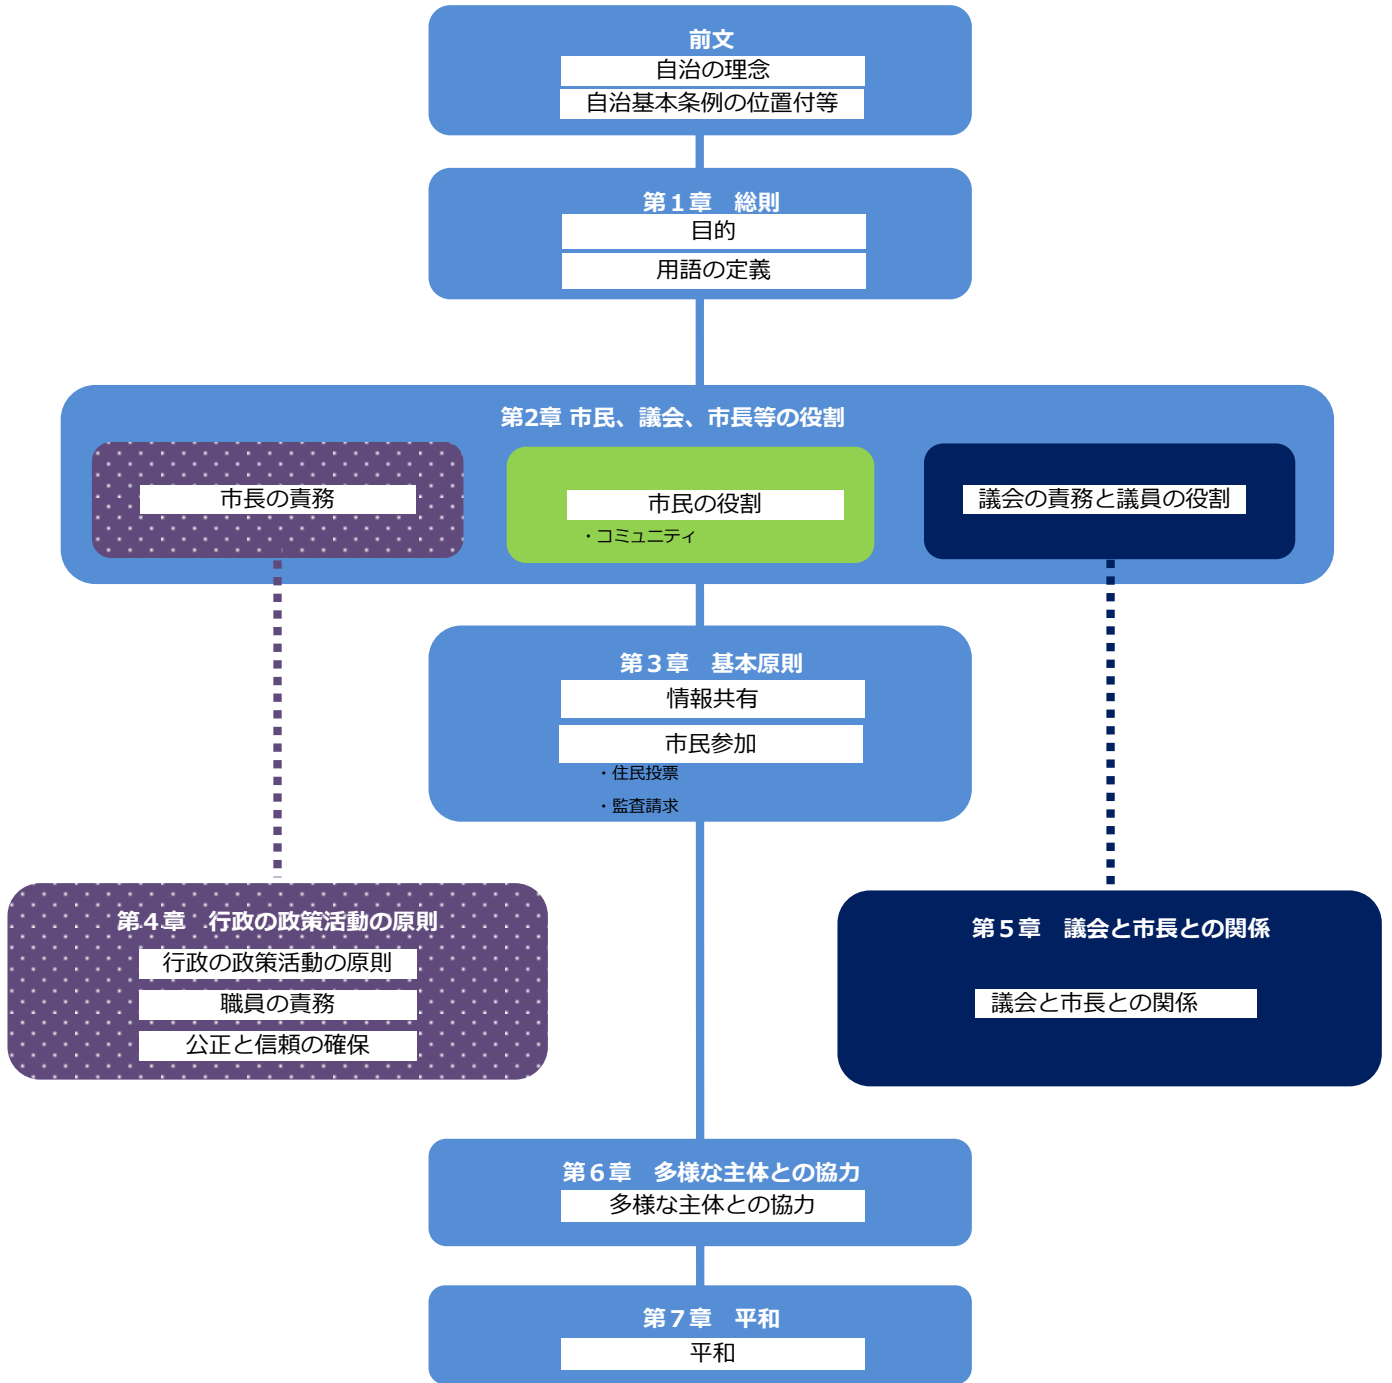 前文
自治の理念
自治基本条例の位置付等
第１章　総則
目的
用語の定義
第2章 市民、議会、市長等の役割
市長の責務
市民の役割
・コミュニティ
議会の責務と議員の役割
第３章　基本原則
情報共有
市民参加
・住民投票
・監査請求
第４章　行政の政策活動の原則
行政の政策活動の原則
職員の責務
公正と信頼の確保
第５章　議会と市長との関係
議会と市長との関係
第６章　多様な主体との協力
多様な主体との協力
第７章　平和
平和